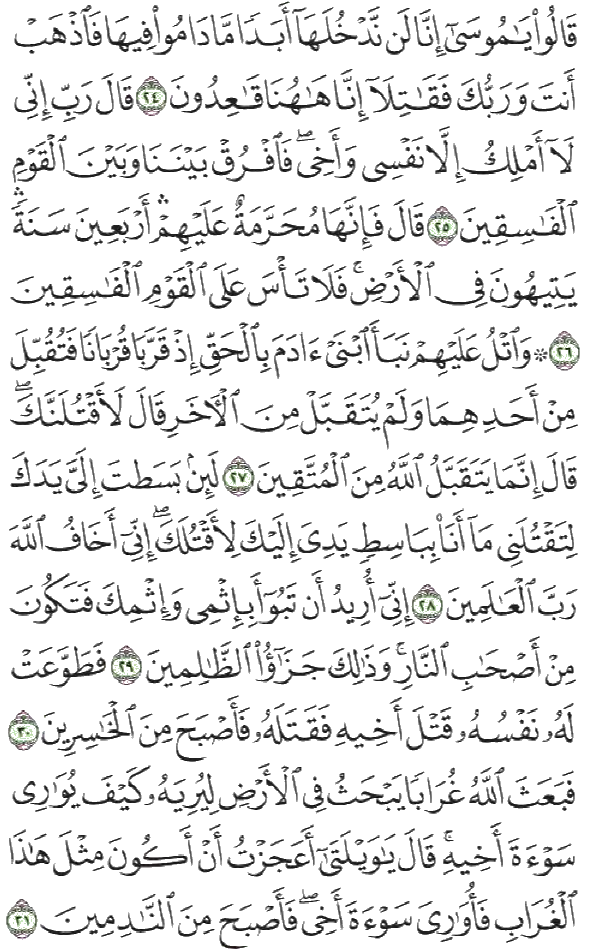 قَالُوا۟ يَـٰمُوسَىٰٓ إِنَّا لَن نَّدْخُلَهَآ أَبَدًا مَّا دَامُوا۟ فِيهَا فَٱذْهَبْ
أَنتَ وَرَبُّكَ فَقَـٰتِلَآ إِنَّا هَـٰهُنَا قَـٰعِدُونَ ٢٤ قَالَ رَبِّ إِنِّى
لَآ أَمْلِكُ إِلَّا نَفْسِى وَأَخِى ۖ فَٱفْرُقْ بَيْنَنَا وَبَيْنَ ٱلْقَوْمِ
ٱلْفَـٰسِقِينَ ٢٥ قَالَ فَإِنَّهَا مُحَرَّمَةٌ عَلَيْهِمْ ۛ أَرْبَعِينَ سَنَةً ۛ
يَتِيهُونَ فِى ٱلْأَرْضِ ۚ فَلَا تَأْسَ عَلَى ٱلْقَوْمِ ٱلْفَـٰسِقِينَ
٢٦ ۞ وَٱتْلُ عَلَيْهِمْ نَبَأَ ٱبْنَىْ ءَادَمَ بِٱلْحَقِّ إِذْ قَرَّبَا قُرْبَانًا فَتُقُبِّلَ
مِنْ أَحَدِهِمَا وَلَمْ يُتَقَبَّلْ مِنَ ٱلْـَٔاخَرِ قَالَ لَأَقْتُلَنَّكَ ۖ
قَالَ إِنَّمَا يَتَقَبَّلُ ٱللَّهُ مِنَ ٱلْمُتَّقِينَ ٢٧ لَئِنۢ بَسَطتَ إِلَىَّ يَدَكَ
لِتَقْتُلَنِى مَآ أَنَا۠ بِبَاسِطٍ يَدِىَ إِلَيْكَ لِأَقْتُلَكَ ۖ إِنِّىٓ أَخَافُ ٱللَّهَ
رَبَّ ٱلْعَـٰلَمِينَ ٢٨ إِنِّىٓ أُرِيدُ أَن تَبُوٓأَ بِإِثْمِى وَإِثْمِكَ فَتَكُونَ
مِنْ أَصْحَـٰبِ ٱلنَّارِ ۚ وَذَٰلِكَ جَزَٰٓؤُا۟ ٱلظَّـٰلِمِينَ ٢٩ فَطَوَّعَتْ
لَهُۥ نَفْسُهُۥ قَتْلَ أَخِيهِ فَقَتَلَهُۥ فَأَصْبَحَ مِنَ ٱلْخَـٰسِرِينَ ٣٠
فَبَعَثَ ٱللَّهُ غُرَابًا يَبْحَثُ فِى ٱلْأَرْضِ لِيُرِيَهُۥ كَيْفَ يُوَٰرِى
سَوْءَةَ أَخِيهِ ۚ قَالَ يَـٰوَيْلَتَىٰٓ أَعَجَزْتُ أَنْ أَكُونَ مِثْلَ هَـٰذَا
ٱلْغُرَابِ فَأُوَٰرِىَ سَوْءَةَ أَخِى ۖ فَأَصْبَحَ مِنَ ٱلنَّـٰدِمِينَ ٣١